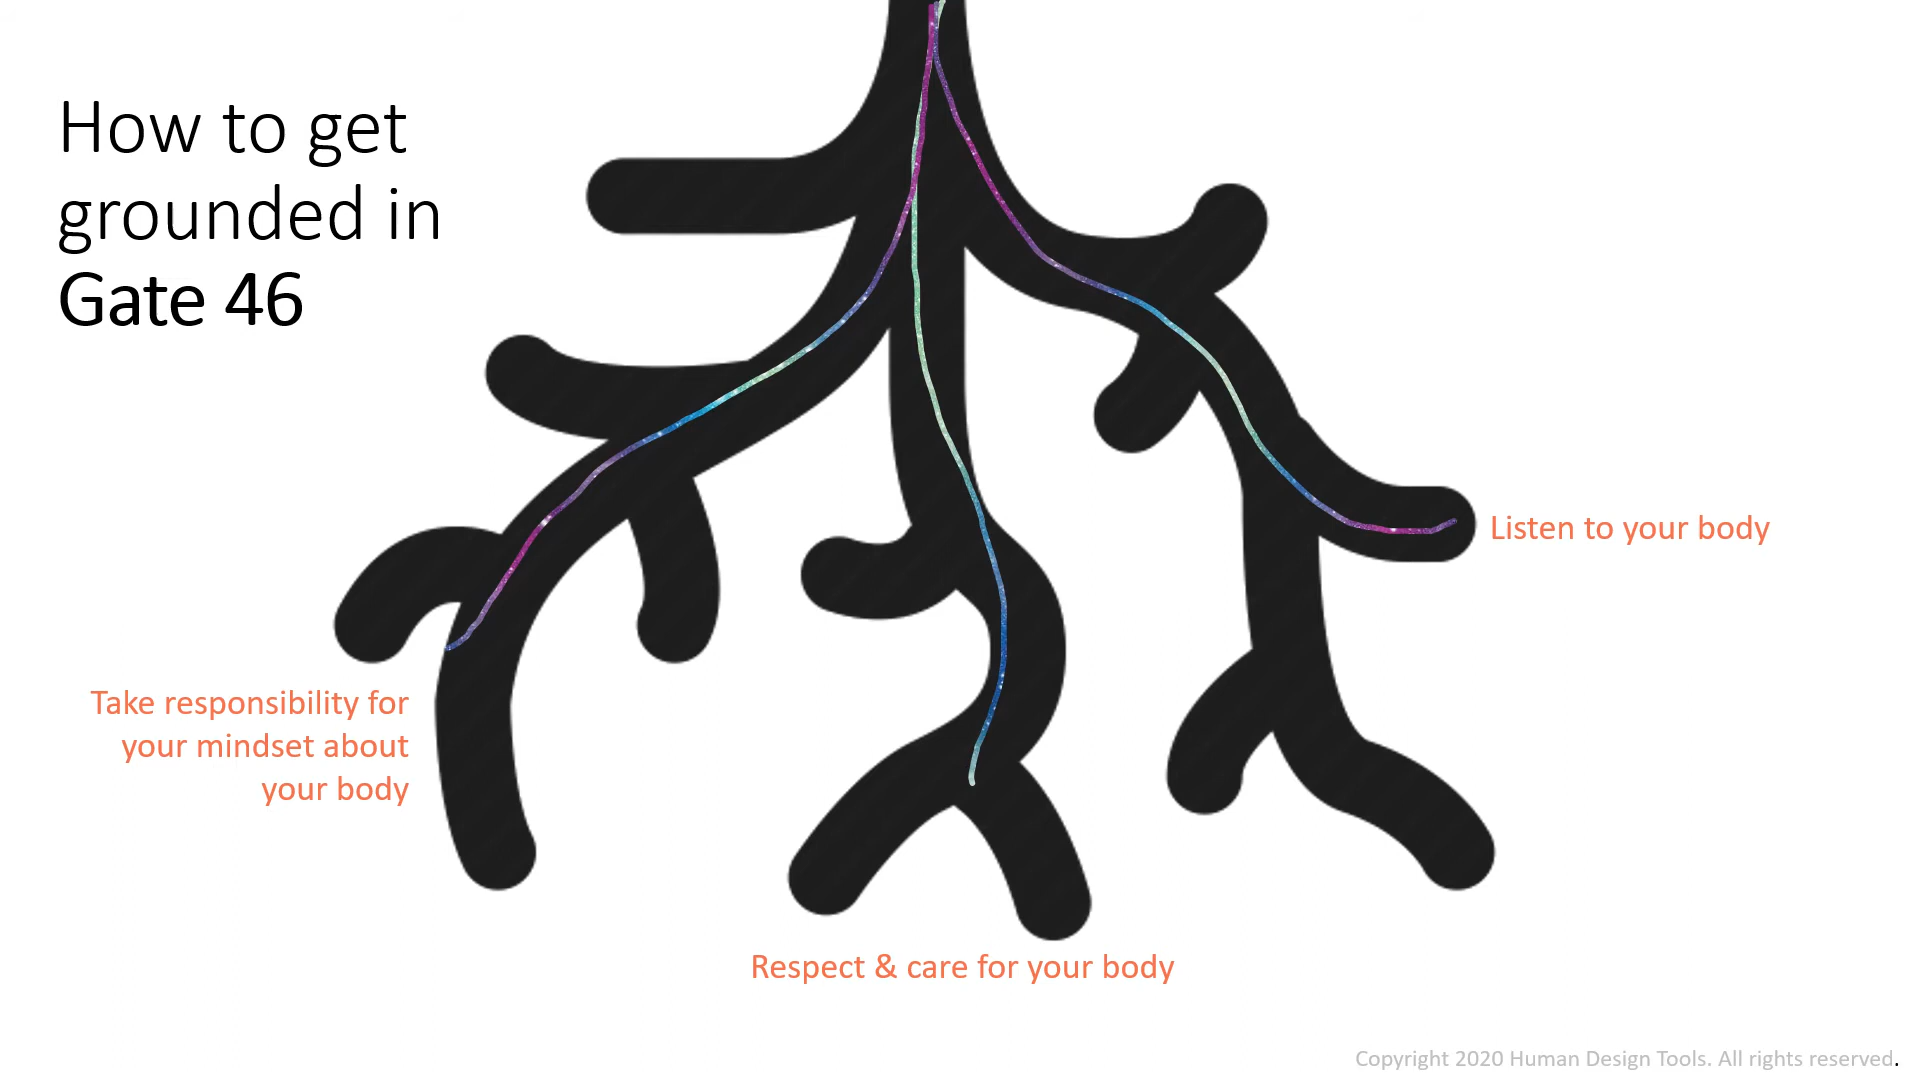 How to get
grounded in
Gate 46
Listen to your body
Take responsibility for
your mindset about
your body
Respect & care for your body
Copyright 2020 Human Design Tools. All rights reserved.